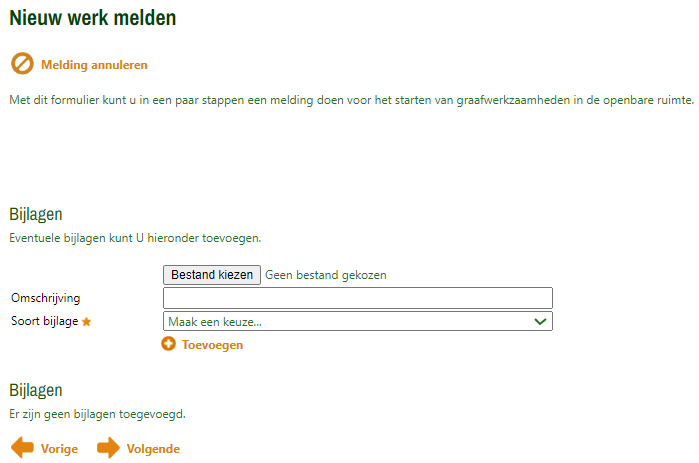 Nieuw werk melden
Melding annuleren
Met dit formulier kunt u in een paar stappen een melding doen voor het starten van graafwerkzaamheden in de openbare ruimte.
Bijlagen
Eventuele bijlagen kunt U hieronder toevoegen.
Bestand kiezen Geen bestand gekozen
Omschrijving
Soort bijlage Maak een keuze...
Toevoegen
Bijlagen
Er zijn geen bijlagen toegevoegd.
Vorige Volgende